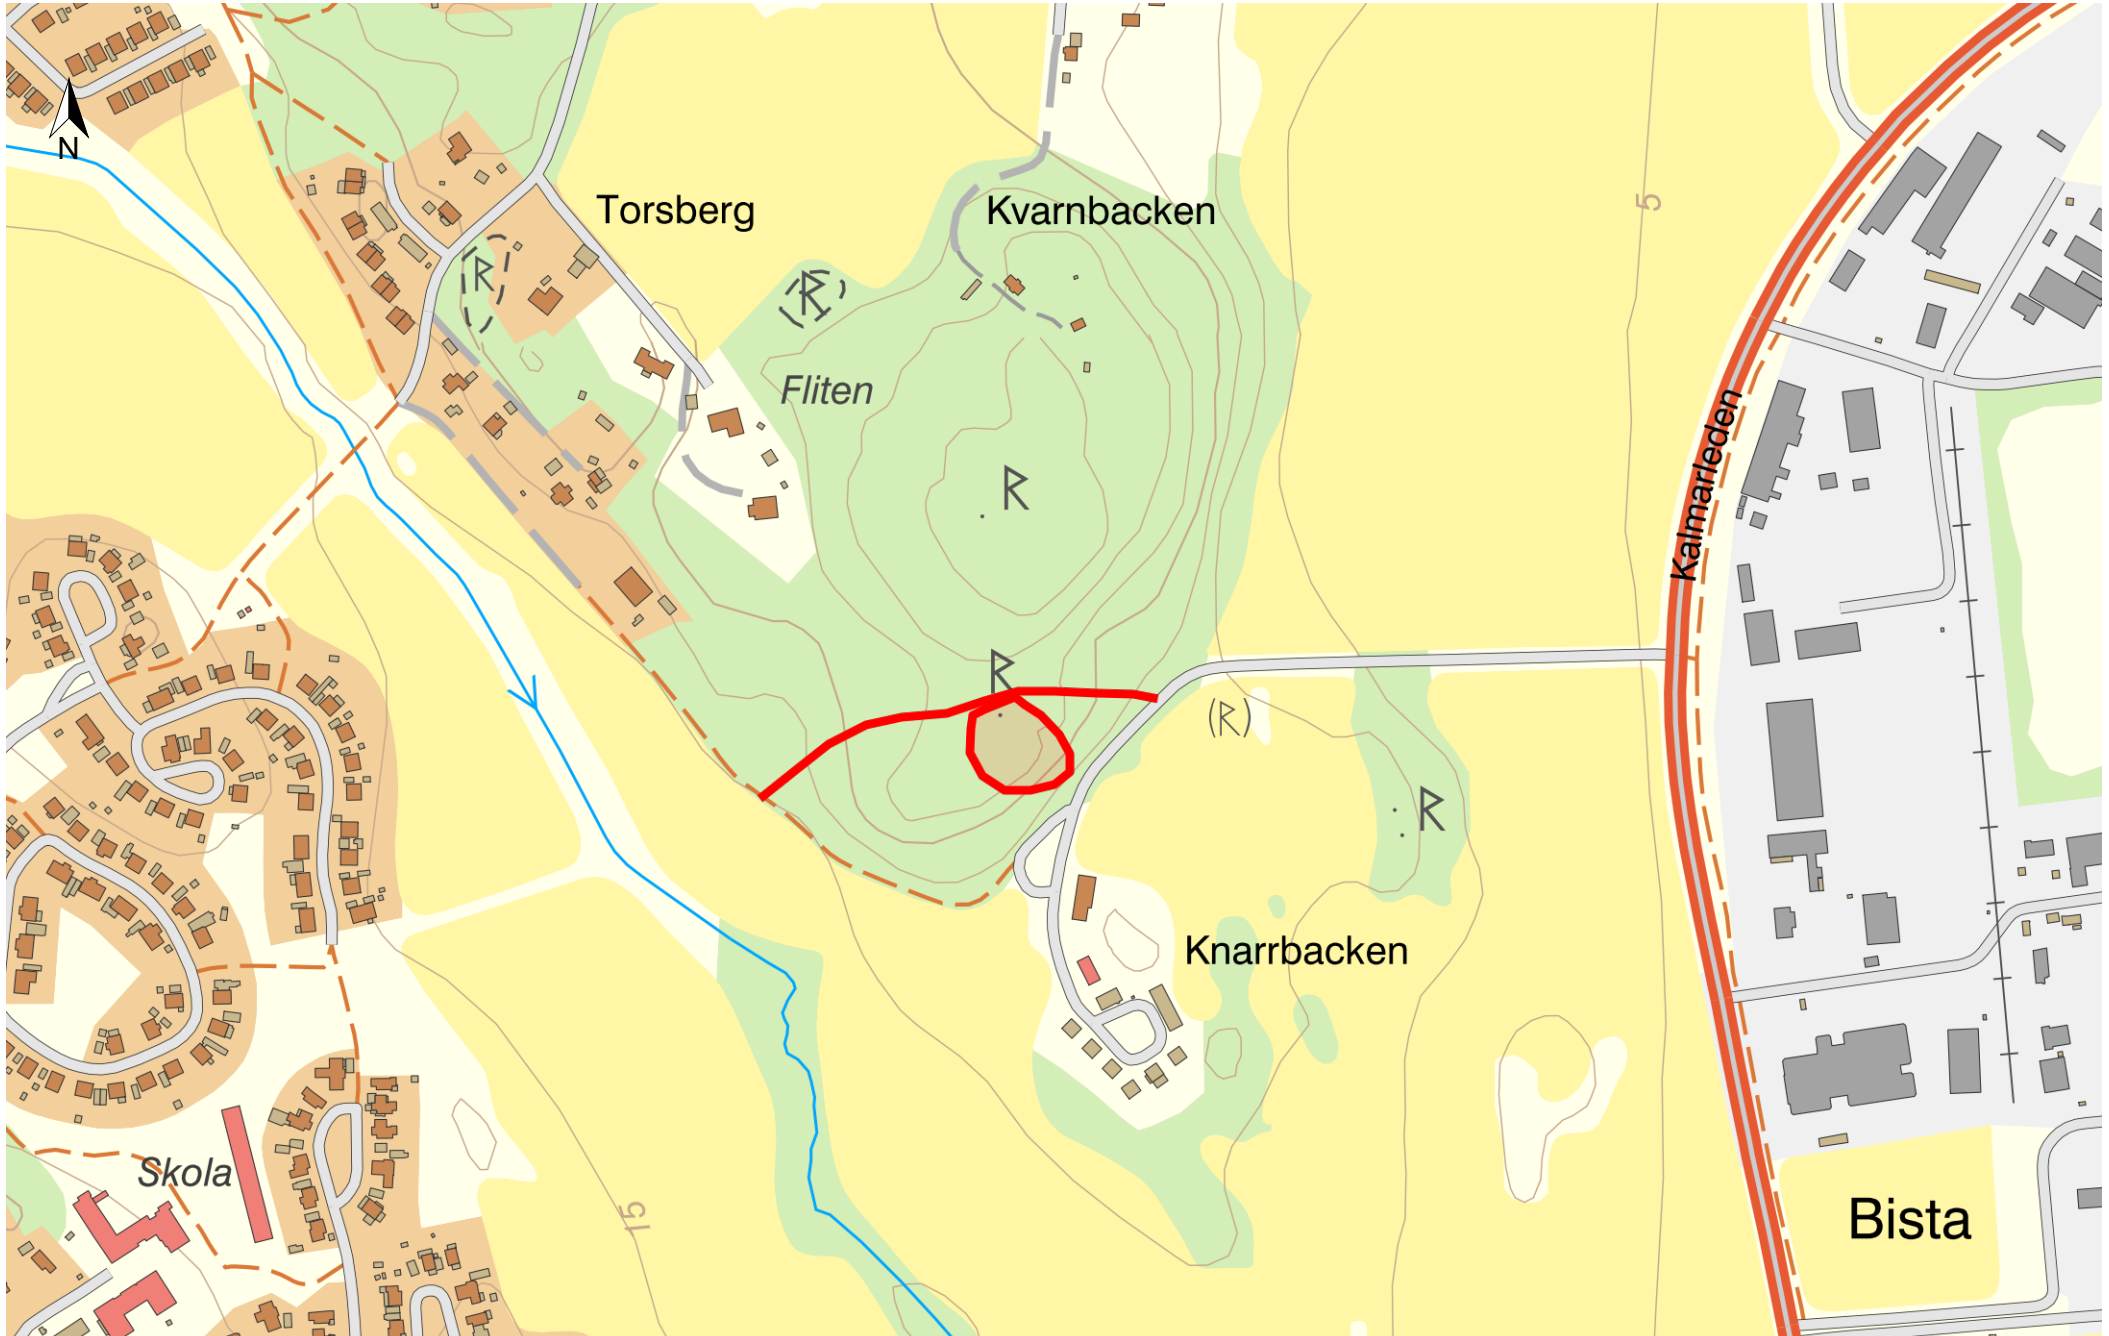 N
Torsberg
Kvarnbacken
5
R
R
Fliten
Kalmarleden
R
R
(R)
R
Knarrbacken
Skola
15
Bista